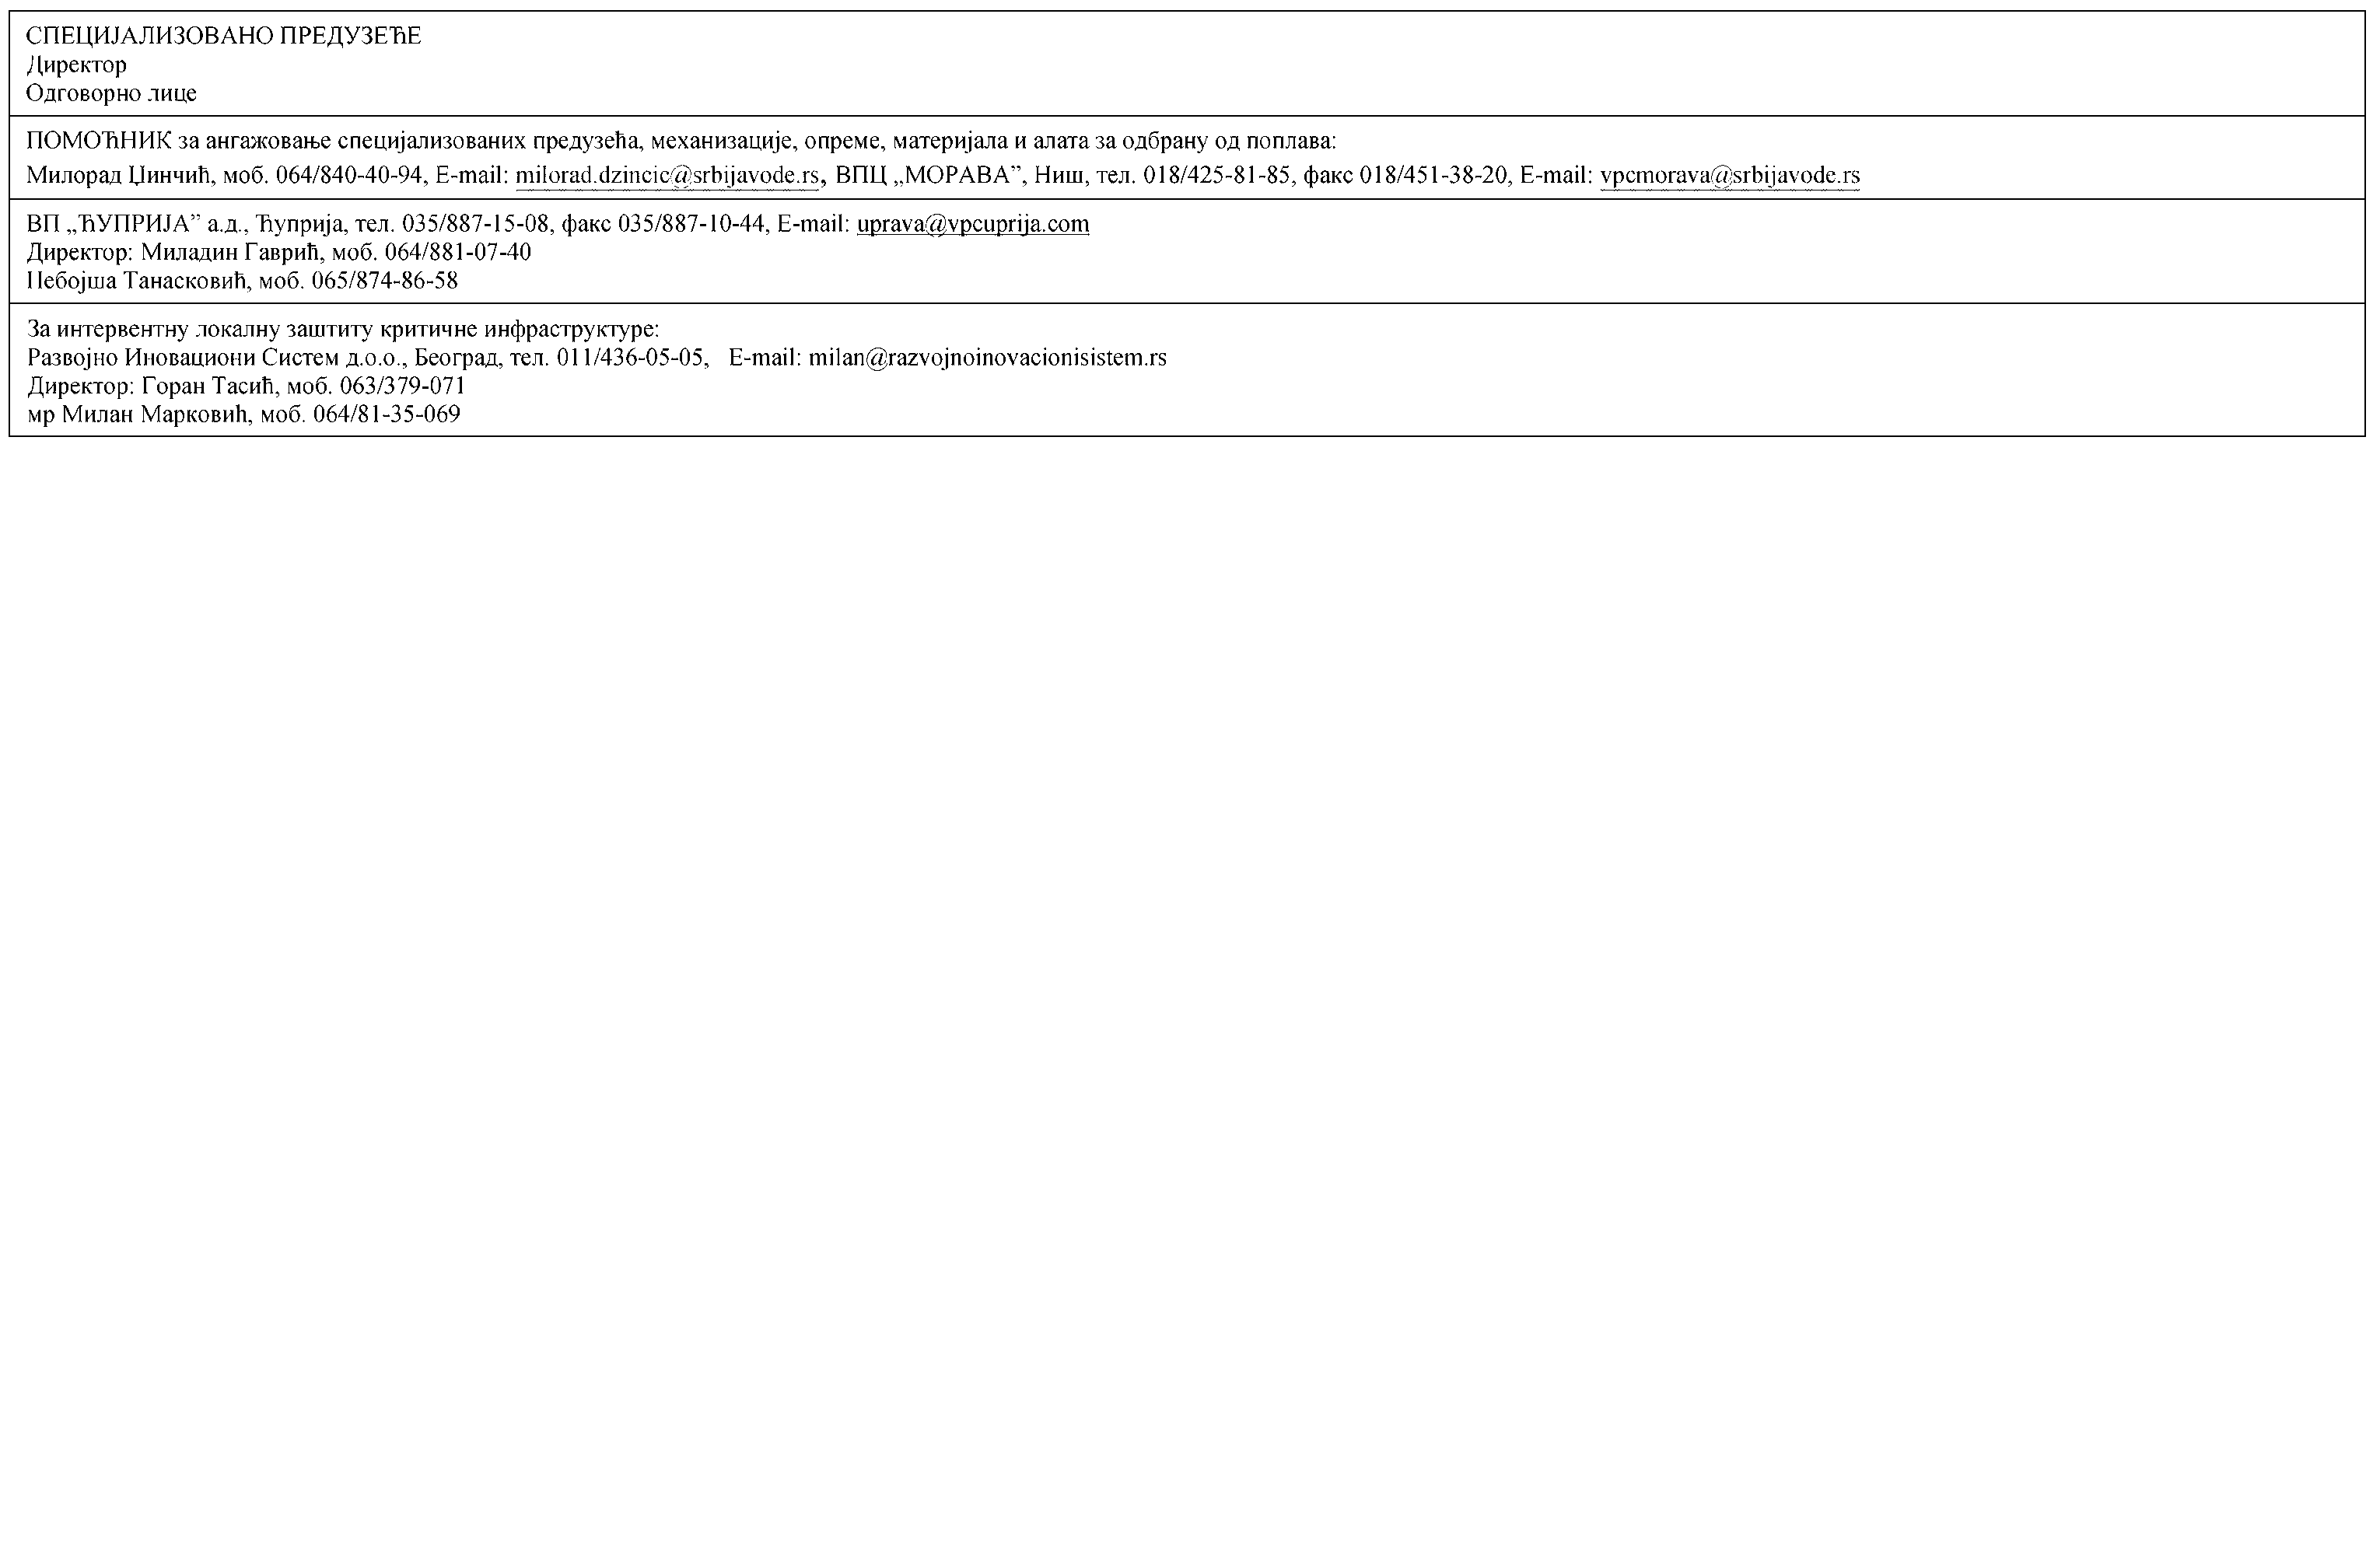 СПЕЦИЈАЛИЗОВАНО ПРЕДУЗЕЋЕ
Директор
Одговорно лице
ПОМОЋНИК за ангажовање специјализованих предузећа, механизације, опреме, материјала и алата за одбрану од поплава:
Милорад Џинчић, моб. 064/840-40-94, E-mail: milorad.dzincic@srbijavode.rs, ВПЦ „МОРАВА”, Ниш, тел. 018/425-81-85, факс 018/451-38-20, E-mail: vpcmorava@srbijavode.rs
ВП „ЋУПРИЈА” а.д., Ћуприја, тел. 035/887-15-08, факс 035/887-10-44, E-mail: uprava@vpcuprija.com
Директор: Миладин Гаврић, моб. 064/881-07-40
Небојша Танасковић, моб. 065/874-86-58
За интервентну локалну заштиту критичне инфраструктуре:
Развојно Иновациони Систем д.о.о., Београд, тел. 011/436-05-05, E-mail: milan@razvojnoinovacionisistem.rs
Директор: Горан Тасић, моб. 063/379-071
мр Милан Марковић, моб. 064/81-35-069